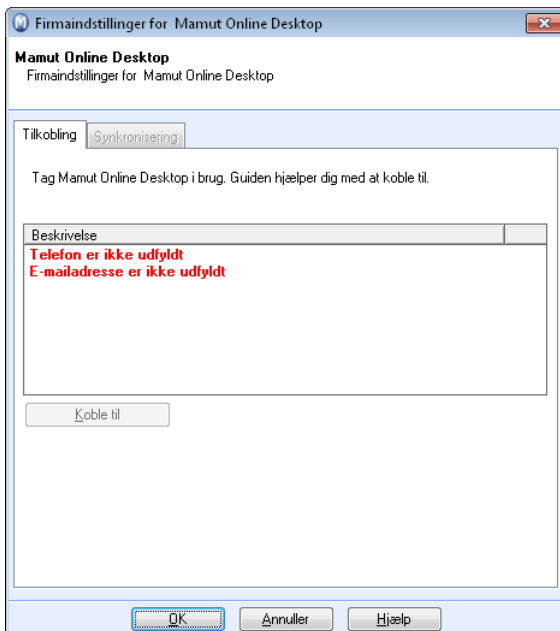 Firmaindstillinger for Mamut Online Desktop
Mamut Online Desktop
Firmaindstillinger for Mamut Online Desktop
Tilkobling Synkronisering
Tag Mamut Online Desktop i brug. Guiden hjælper dig med at koble til.
Beskrivelse
Telefon er ikke udfyldt
E-mailadresse er ikke udfyldt
Koble til
OK Annuller Hjælp